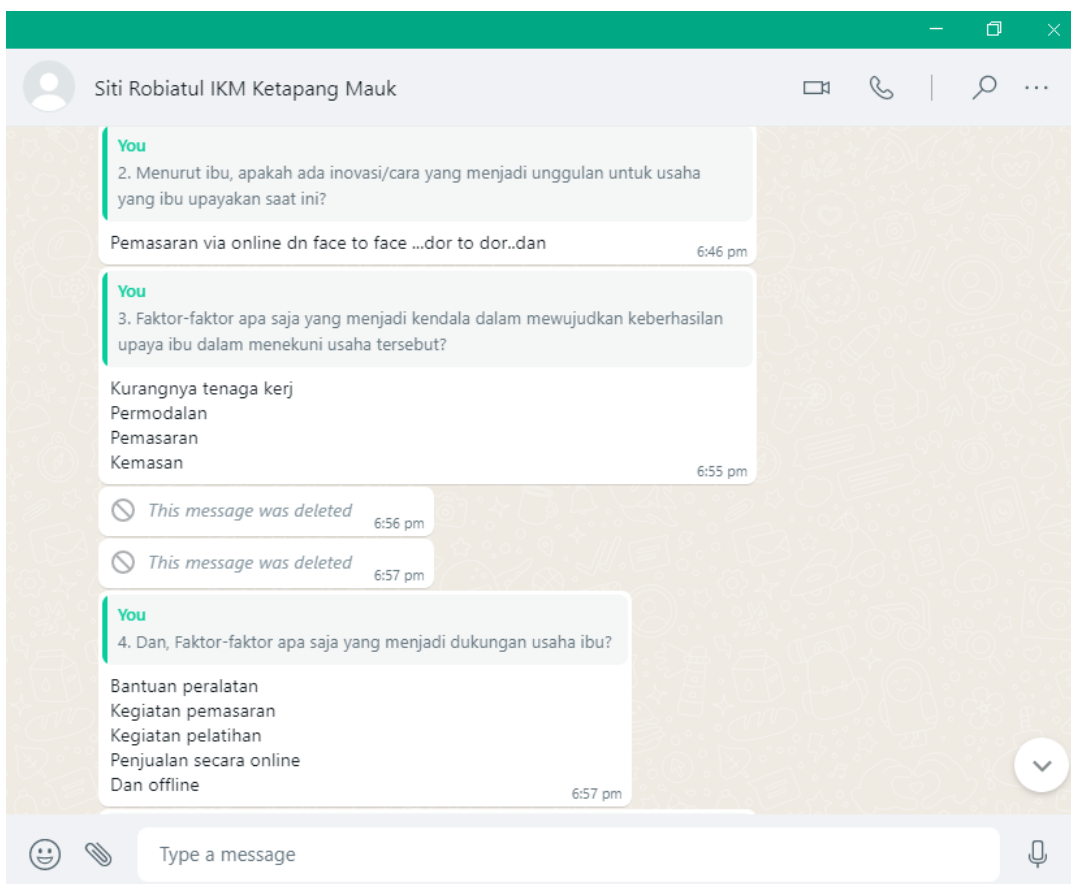 Siti Robiatul IKM Ketapang Mauk
You
2. Menurut ibu, apakah ada inovasi/cara yang menjadi unggulan untuk usaha
yang ibu upayakan saat ini?
Pemasaran via online dn face to face ...dor to dor..dan
6:46 pm
You
3. Faktor-faktor apa saja yang menjadi kendala dalam mewujudkan keberhasilan
upaya ibu dalam menekuni usaha tersebut?
Kurangnya tenaga kerj
Permodalan
Pemasaran
Kemasan
6:55 pm
This message was deleted
6:56 pm
This message was deleted
6:57 pm
You
4. Dan, Faktor-faktor apa saja yang menjadi dukungan usaha ibu?
Bantuan peralatan
Kegiatan pemasaran
Kegiatan pelatihan
Penjualan secara online
Dan offline
6:57 pm
Type a message